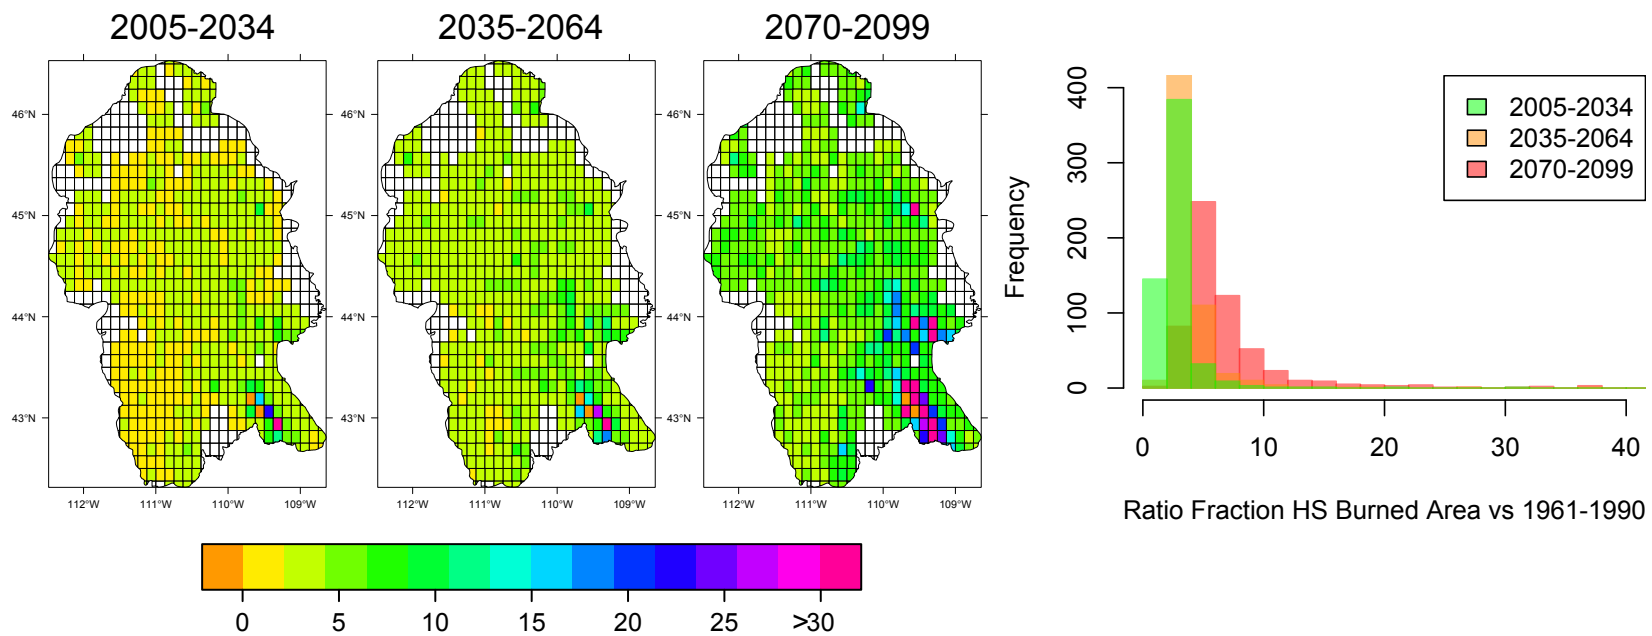 2005-2034 2035-2064 2070-2099
46°N 46°N 46°N
45°N 45°N 45°N
44°N 44°N 44°N
43°N 43°N 43°N
112°W 111°W 110°W 109°W 112°W 111°W 110°W 109°W 112°W 111°W 110°W 109°W
0 5 10 15 20 25 >30
Frequency
400
300
200
100
0
2005-2034
2035-2064
2070-2099
0 10 20 30 40
Ratio Fraction HS Burned Area vs 1961-1990